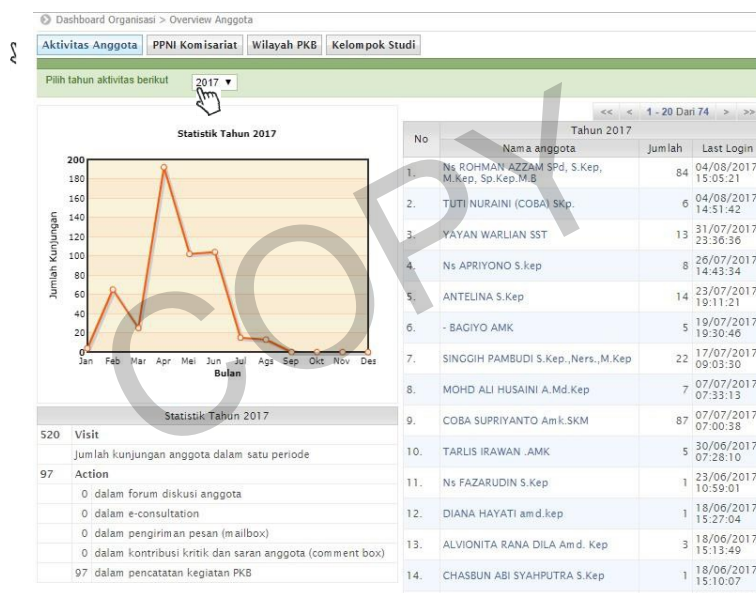 Dashboard Organisasi > Overview Anggota
Aktivitas Anggota PPNI Komisariat Wilayah PKB Kelompok Studi
Pilih tahun aktivitas berikut 2017
Statistik Tahun 2017
Jumlah Kunjungan
200
180
160
140
120
100
80
60
40
20
0
Jan Feb Mar Apr Mei Jun Jul Ags Sep Okt Nov Des
Bulan
Statistik Tahun 2017
520 Visit
Jumlah kunjungan anggota dalam satu periode
97 Action
0 dalam forum diskusi anggota
0 dalam e-consultation
0 dalam pengiriman pesan (mailbox)
0 dalam kontribusi kritik dan saran anggota (comment box)
97 dalam pencatatan kegiatan PKB
<< < 1 - 20 Dari 74 > >>
No Tahun 2017
Nama anggota Jumlah Last Login
1. Ns ROHMAN AZZAM SPd, S.Kep, M.Kep, Sp.Kep.M.B 84 04/08/2017 15:05:21
2. TUTI NURAINI (COBA) SKp. 6 04/08/2017 14:51:42
3. YAYAN WARLIAN SST 13 31/07/2017 23:36:36
4. Ns APRIYONO S.kep 8 26/07/2017 14:43:34
5. ANTELINA S.Kep 14 23/07/2017 19:11:21
6. - BAGIYO AMK 5 19/07/2017 19:30:46
7. SINGGIH PAMBUDI S.Kep.,Ners.,M.Kep 22 17/07/2017 09:03:30
8. MOHD ALI HUSAINI A.Md.Kep 7 07/07/2017 07:33:13
9. COBA SUPRIYANTO Amk.SKM 87 07/07/2017 07:00:38
10. TARLIS IRAWAN .AMK 5 30/06/2017 07:28:10
11. Ns FAZARUDIN S.Kep 1 23/06/2017 10:59:01
12. DIANA HAYATI amd.kep 1 18/06/2017 15:27:04
13. ALVIONITA RANA DILA Amd. Kep 3 18/06/2017 15:13:49
14. CHASBUN ABI SYAHPUTRA S.Kep 1 18/06/2017 15:10:07
COPY